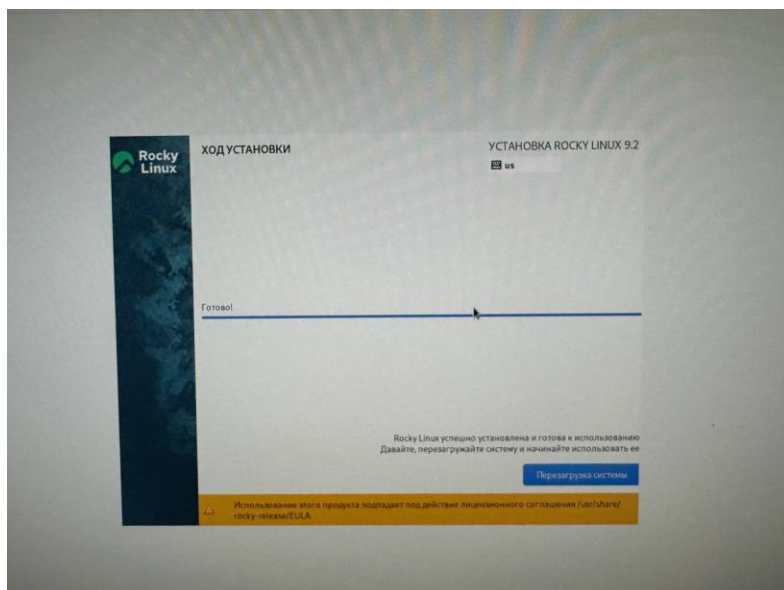 Rocky
Linux
ХОД УСТАНОВКИ
УСТАНОВКА ROCKY LINUX 9.2
us
Готово!
Rocky Linux успешно установлена и готова к использованию
Давайте, перезагружайте систему и начинайте использовать ее
Перезагрузка системы
Использование этого продукта подпадает под действие лицензионного соглашения /usr/share/
rocky-release/EULA